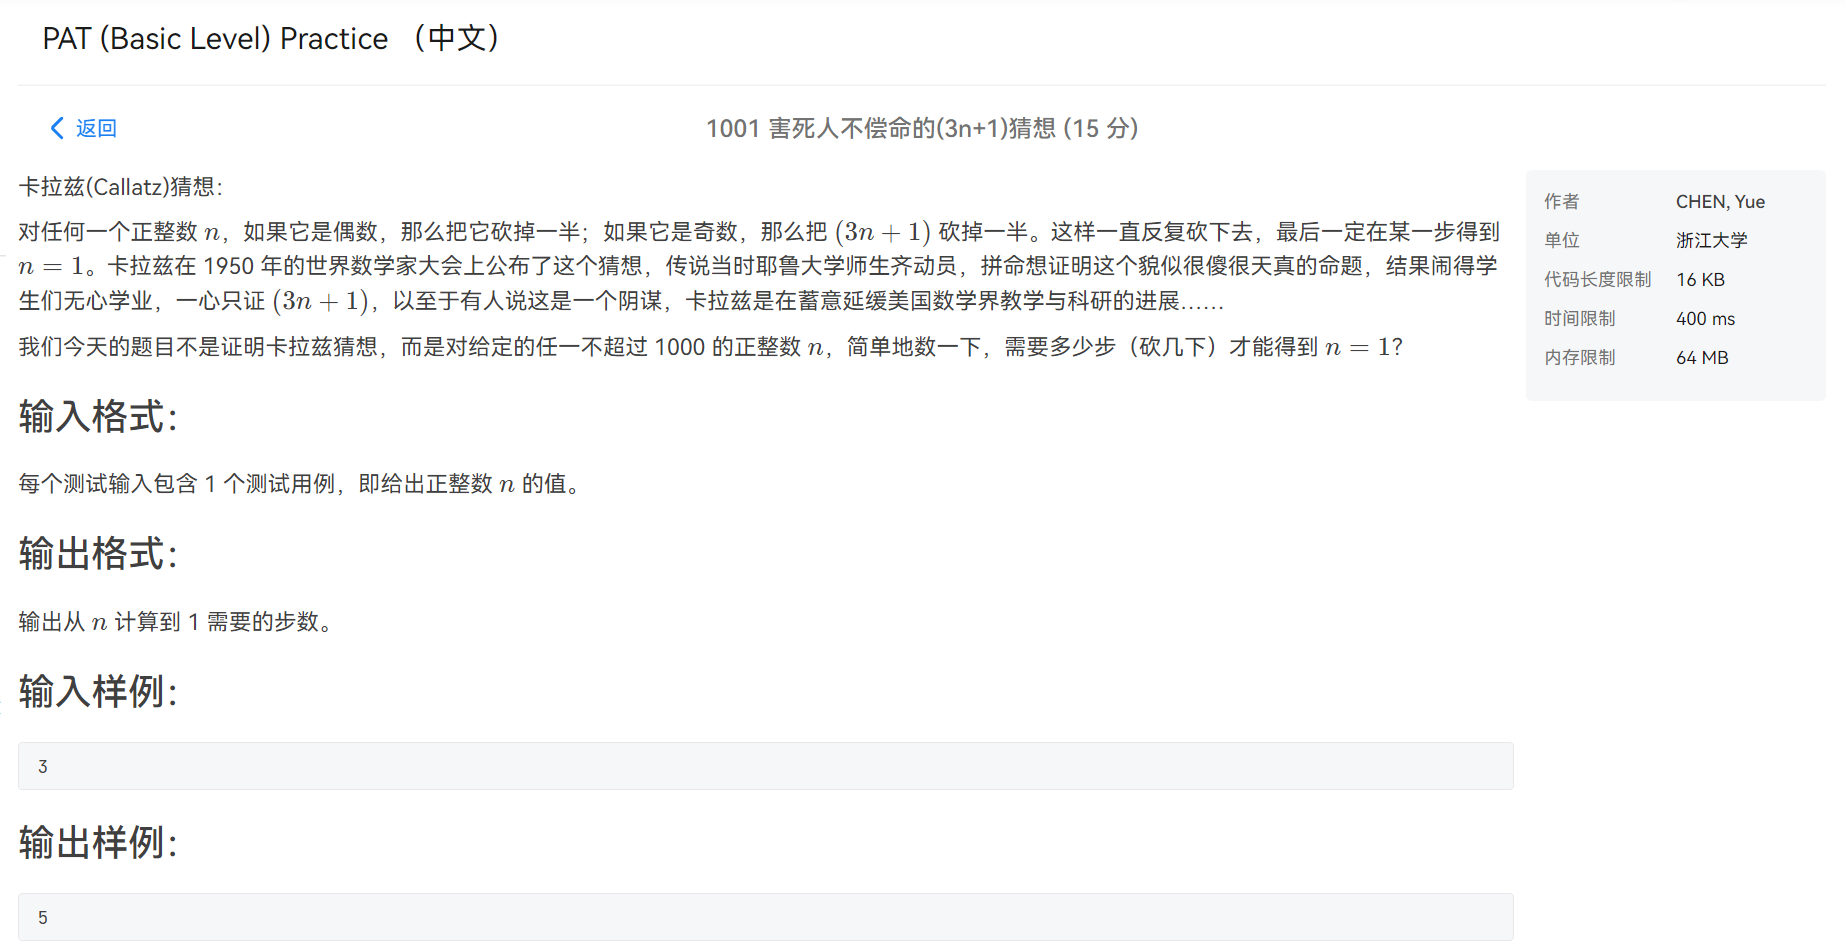 PAT (Basic Level) Practice （中文）
返回
1001 害死人不偿命的(3n+1)猜想 (15 分)
卡拉兹(Callatz)猜想：
对任何一个正整数 n，如果它是偶数，那么把它砍掉一半；如果它是奇数，那么把 (3n + 1) 砍掉一半。这样一直反复砍下去，最后一定在某一步得到
n = 1。卡拉兹在 1950 年的世界数学家大会上公布了这个猜想，传说当时耶鲁大学师生齐动员，拼命想证明这个貌似很傻很天真的命题，结果闹得学
生们无心学业，一心只证 (3n + 1)，以至于有人说这是一个阴谋，卡拉兹是在蓄意延缓美国数学界教学与科研的进展……
我们今天的题目不是证明卡拉兹猜想，而是对给定的任一不超过 1000 的正整数 n，简单地数一下，需要多少步（砍几下）才能得到 n = 1？
输入格式：
每个测试输入包含 1 个测试用例，即给出正整数 n 的值。
输出格式：
输出从 n 计算到 1 需要的步数。
输入样例：
3
输出样例：
5
作者 CHEN, Yue
单位 浙江大学
代码长度限制 16 KB
时间限制 400 ms
内存限制 64 MB